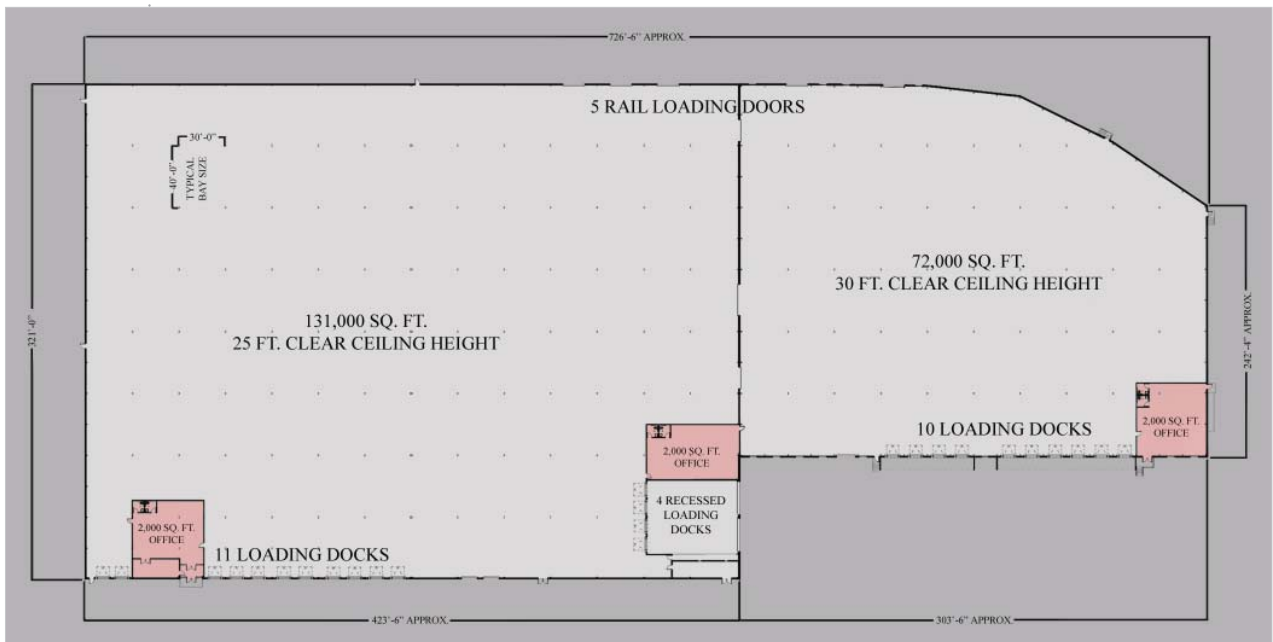 726'-6" APPROX.
5 RAIL LOADING DOORS
30'-0"
40'-0"
TYPICAL
BAY SIZE
72,000 SQ. FT.
30 FT. CLEAR CEILING HEIGHT
131,000 SQ. FT.
25 FT. CLEAR CEILING HEIGHT
321'-0"
242'-4" APPROX.
10 LOADING DOCKS
2,000 SQ. FT.
OFFICE
2,000 SQ. FT.
OFFICE
4 RECESSED
LOADING
DOCKS
2,000 SQ. FT.
OFFICE
11 LOADING DOCKS
423'-6" APPROX.
303'-6" APPROX.